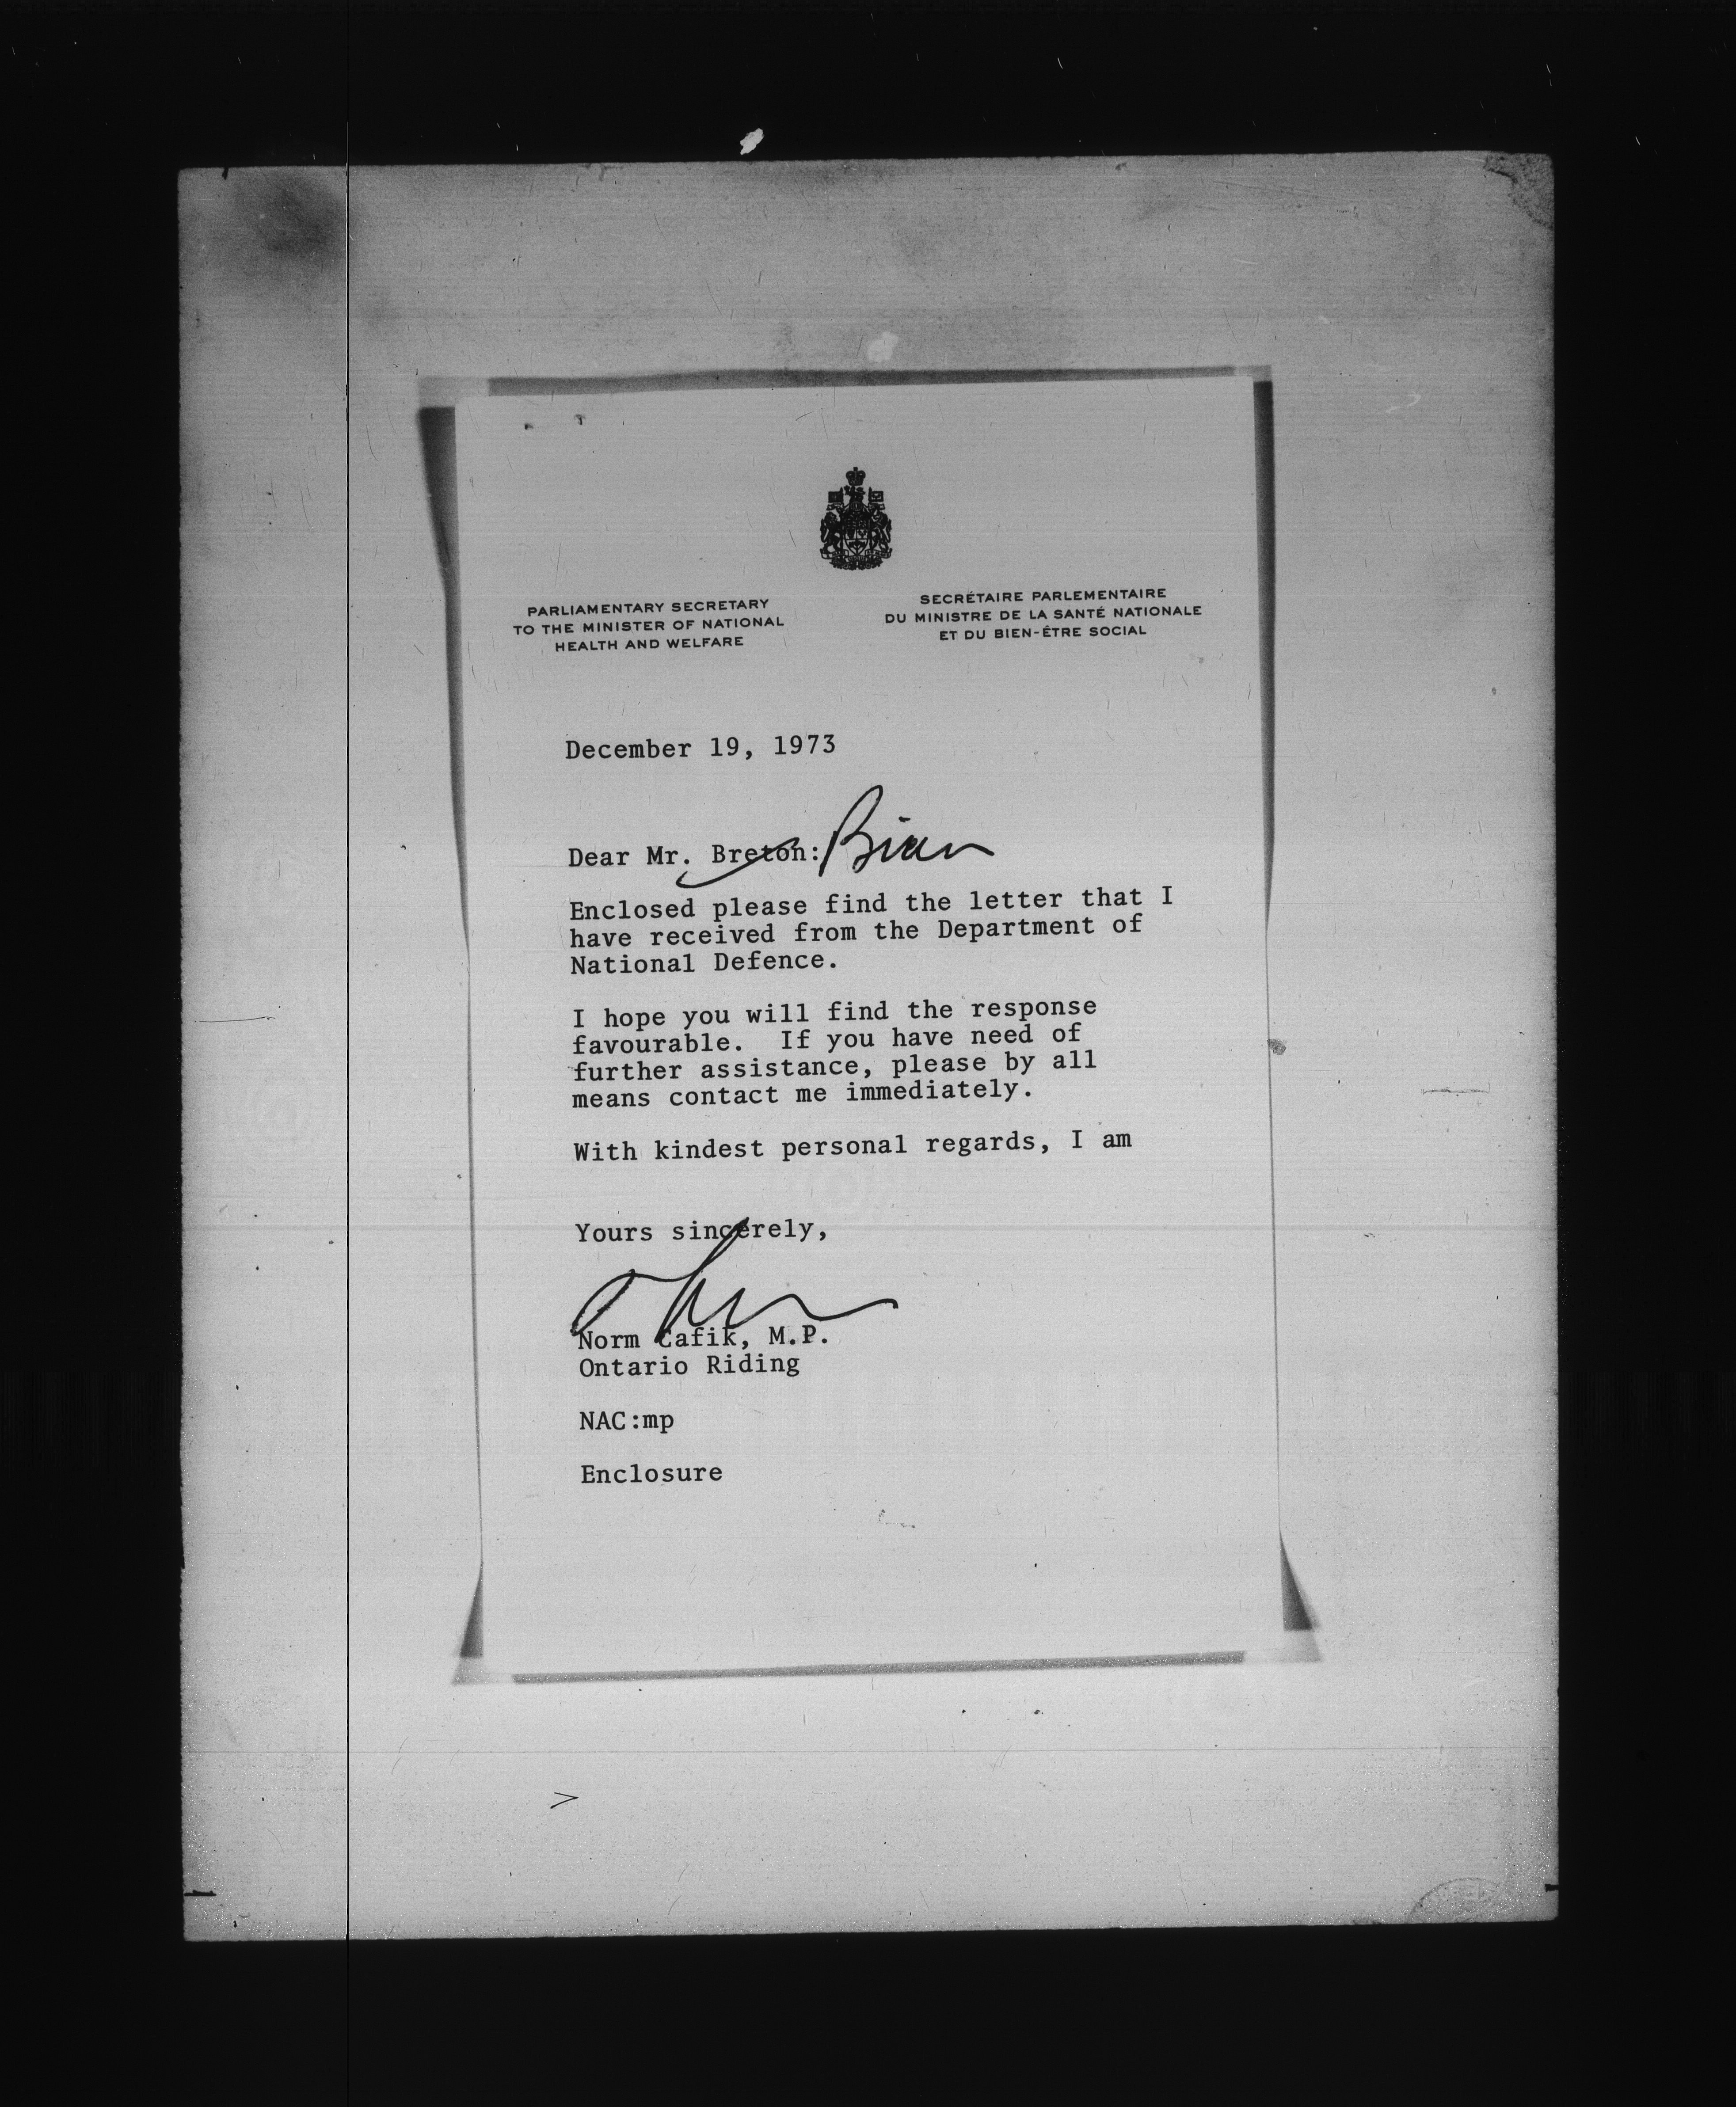 PARLIAMENTARY SECRETARY
TO THE MINISTER OF NATIONAL
HEALTH AND WELFARE
SECRÉTAIRE PARLEMENTAIRE
DU MINISTRE DE LA SANTÉ NATIONALE
ET DU BIEN-ÊTRE SOCIAL
December 19, 1973
Dear Mr. Breton: Brian
Enclosed please find the letter that I
have received from the Department of
National Defence.
I hope you will find the response
favourable. If you have need of
further assistance, please by all
means contact me immediately.
With kindest personal regards, I am
Yours sincerely,
Norm Cafik, M.P.
Ontario Riding
NAC:mp
Enclosure